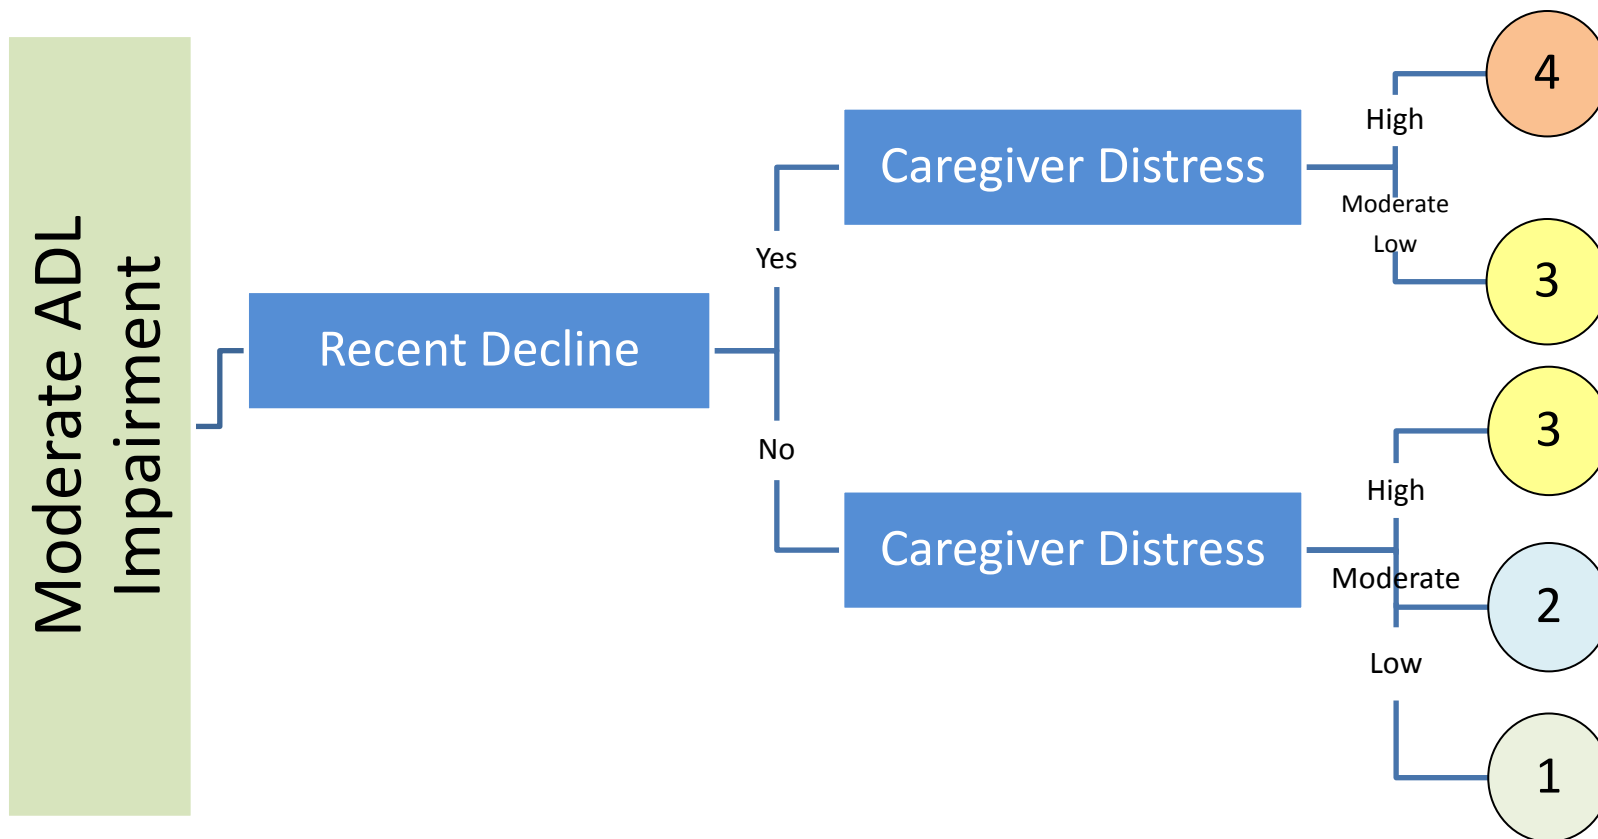 Moderate ADL
Impairment
Recent Decline
Yes
No
Caregiver Distress
High
Moderate
Low
4
3
Caregiver Distress
High
Moderate
Low
3
2
1